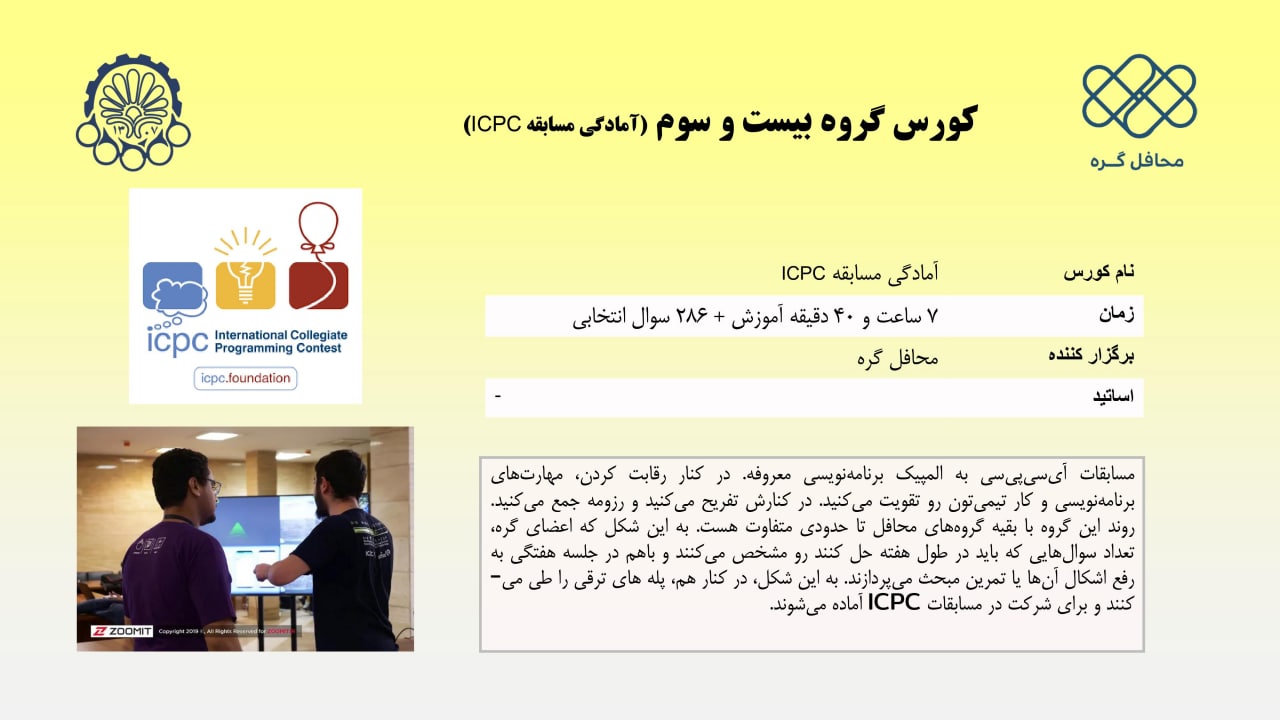 کورس گروه بیست و سوم (آمادگی مسابقه ICPC)
محافل گــره
۱۳۰۷
icpc International Collegiate
Programming Contest
icpc.foundation
نام کورس آمادگی مسابقه ICPC
زمان ۷ ساعت و ۴۰ دقیقه آموزش + ۲۸۶ سوال انتخابی
برگزار کننده محافل گره
اساتید -
مسابقات آی‌سی‌پی‌سی به المپیک برنامه‌نویسی معروفه. در کنار رقابت کردن، مهارت‌های
برنامه‌نویسی و کار تیمی‌تون رو تقویت می‌کنید. در کنارش تفریح می‌کنید و رزومه جمع می‌کنید.
روند این گروه با بقیه گروه‌های محافل تا حدودی متفاوت هست. به این شکل که اعضای گره،
تعداد سوال‌هایی که باید در طول هفته حل کنند رو مشخص می‌کنند و باهم در جلسه هفتگی به
رفع اشکال آن‌ها یا تمرین مبحث می‌پردازند. به این شکل، در کنار هم، پله های ترقی را طی می-
کنند و برای شرکت در مسابقات ICPC آماده می‌شوند.
ZOOMIT Copyright 2019 ©, All Rights Reserved for ZOOMIT